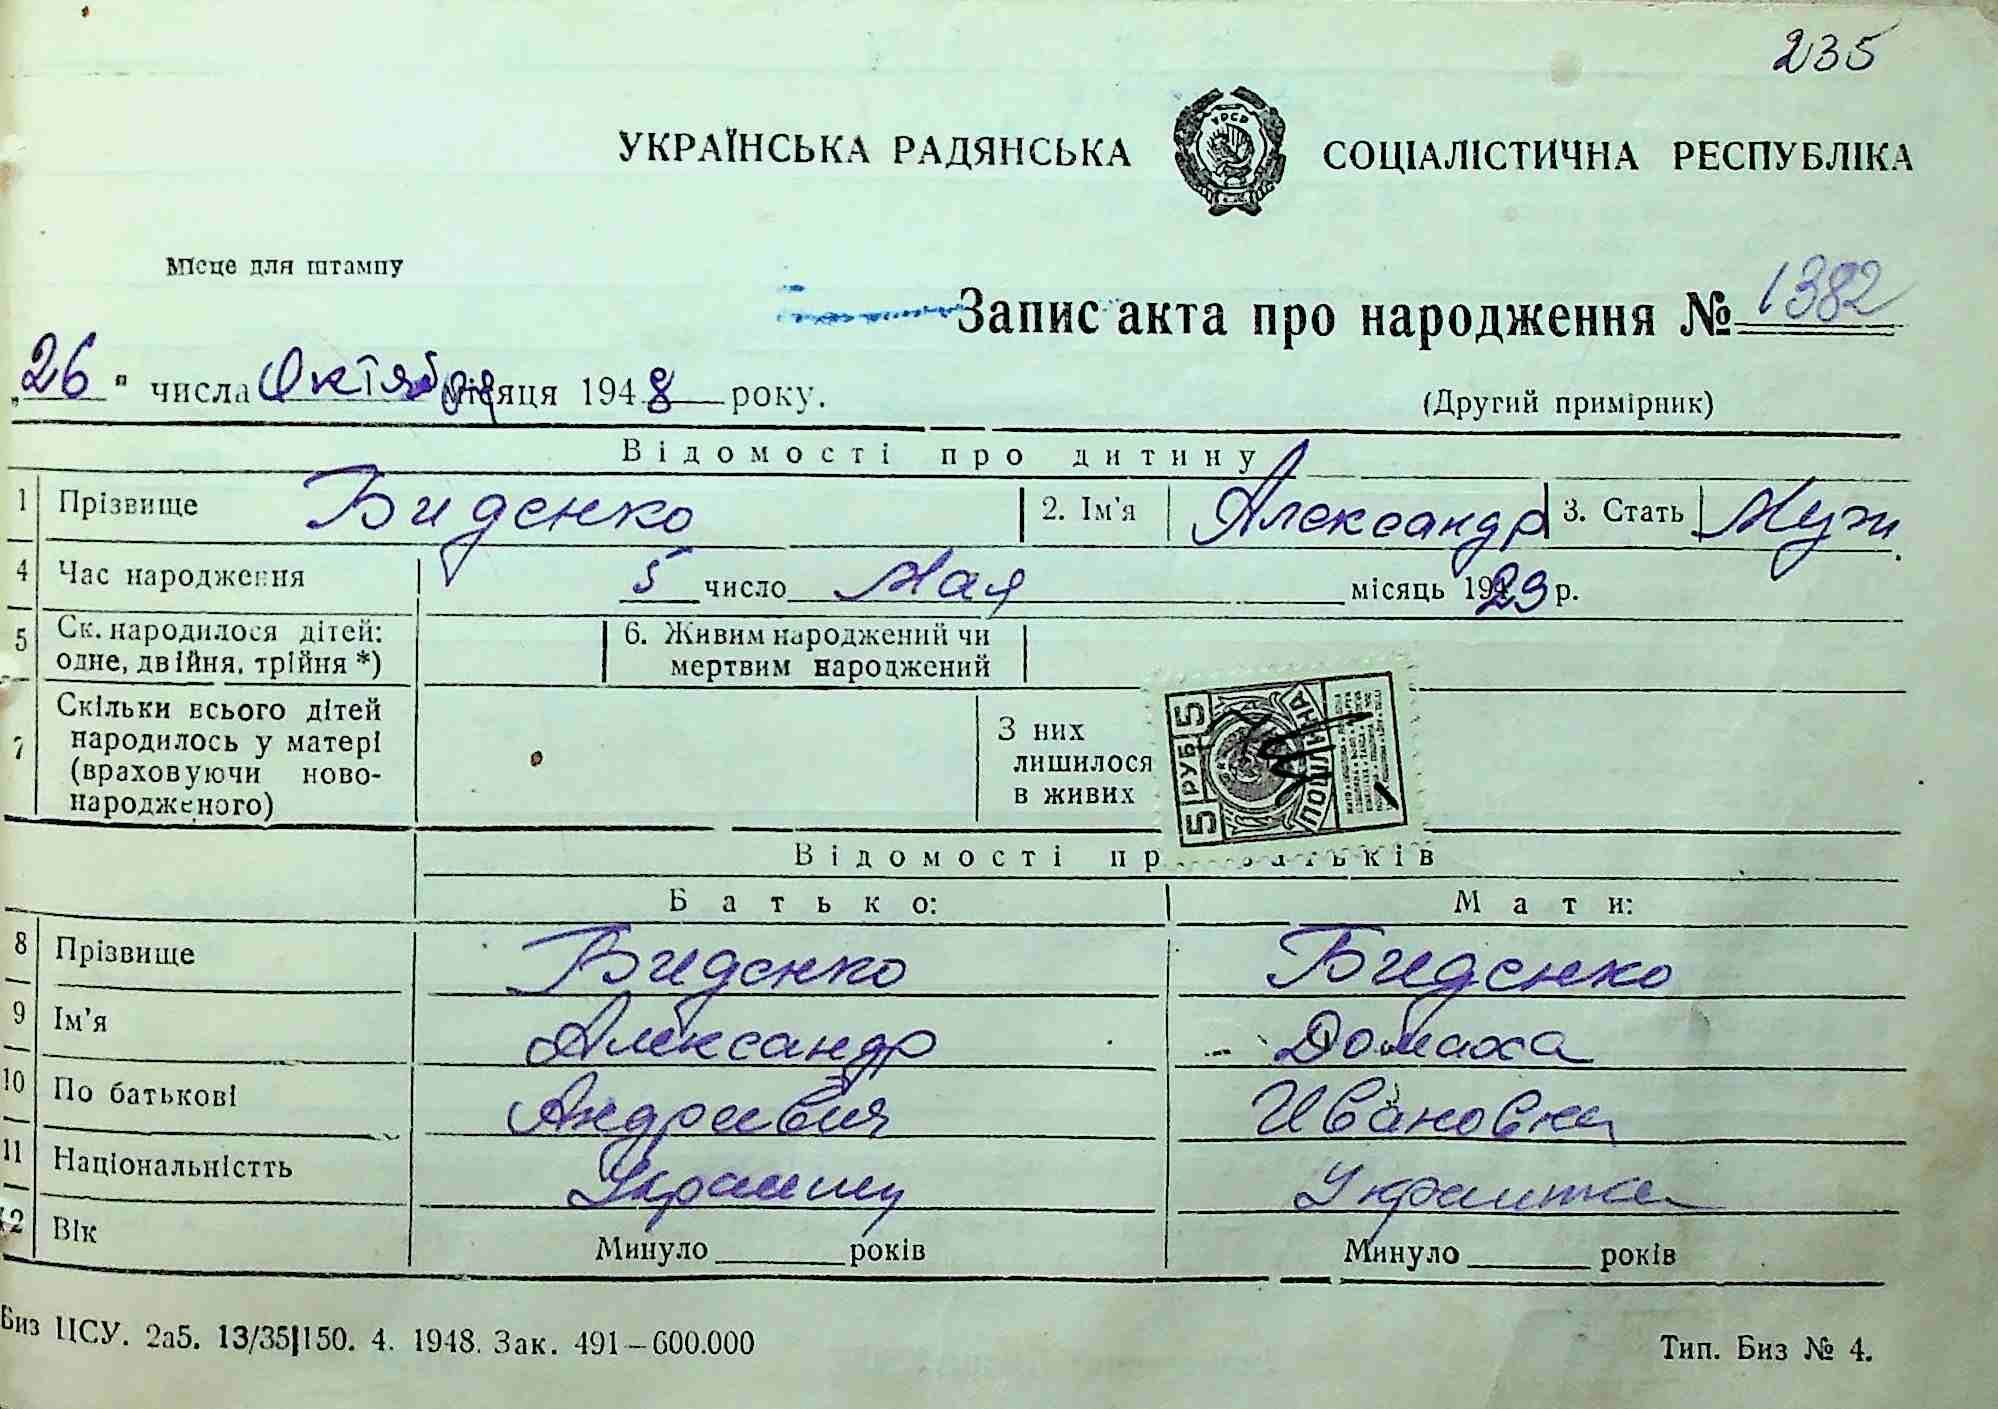 235
УКРАЇНСЬКА РАДЯНСЬКА СОЦІАЛІСТИЧНА РЕСПУБЛІКА
УРСР
Місце для штампу
Запис акта про народження № 1382
„26" числа Октября місяця 1948 року.
(Другий примірник)
Відомості про дитину
1 Прізвище Биденко 2. Ім'я Александр 3. Стать Муж.
4 Час народження 5 число Мая місяць 1923 р.
5 Ск. народилося дітей: одне, двійня, трійня *) 6. Живим народжений чи мертвим народжений
7 Скільки всього дітей народилось у матері (враховуючи новонародженого) З них лишилося в живих
5 РУБ 5
ПОШЛИНА
Відомості пр батьків
Батько: Мати:
8 Прізвище Биденко Биденко
9 Ім'я Александр Домаха
10 По батькові Андреевич Ивановна
11 Національністть Украинец Украинка
12 Вік Минуло років Минуло років
Биз ЦСУ. 2а5. 13/35|150. 4. 1948. Зак. 491–600.000 Тип. Биз № 4.